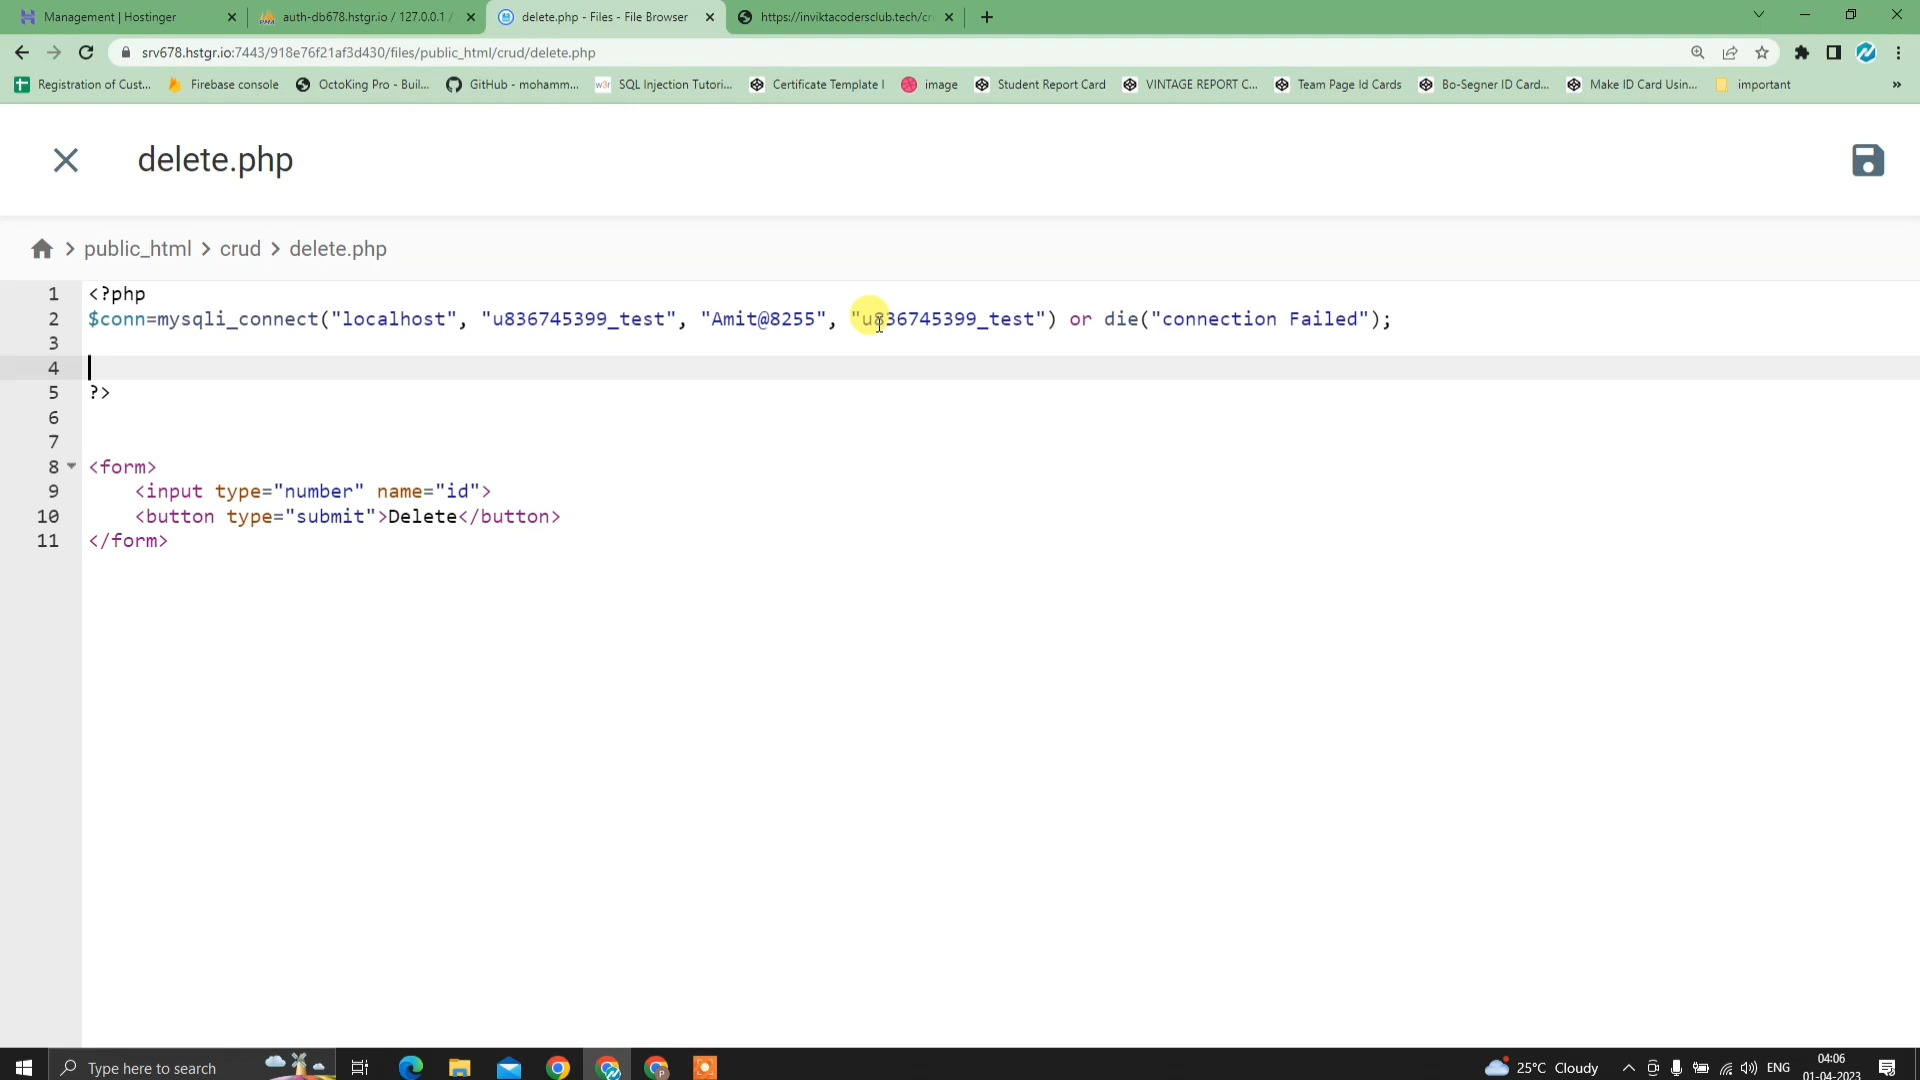 Management | Hostinger
auth-db678.hstgr.io / 127.0.0.1 /
delete.php - Files - File Browser
https://inviktacodersclub.tech/cr
srv678.hstgr.io:7443/918e76f21af3d430/files/public_html/crud/delete.php
Registration of Cust...
Firebase console
OctoKing Pro - Buil...
GitHub - mohamm...
SQL Injection Tutori...
Certificate Template I
image
Student Report Card
VINTAGE REPORT C...
Team Page Id Cards
Bo-Segner ID Card...
Make ID Card Usin...
important
»
delete.php
public_html > crud > delete.php
1 <?php
2 $conn=mysqli_connect("localhost", "u836745399_test", "Amit@8255", "u836745399_test") or die("connection Failed");
3
4
5 ?>
6
7
8 <form>
9 <input type="number" name="id">
10 <button type="submit">Delete</button>
11 </form>
Type here to search
25°C Cloudy
ENG
04:06
01-04-2023